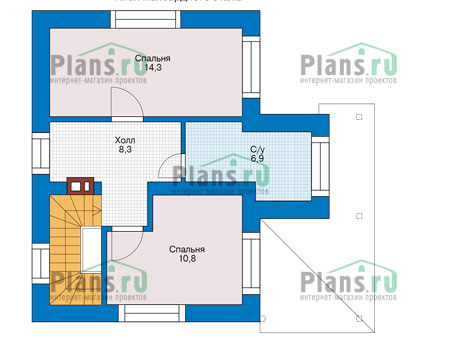 Plans.ru
интернет-магазин проектов
Plans.ru
интернет-магазин проектов
Спальня
14,3
Холл
8,3
С/у
6,9
Plans.ru
интернет-магазин проектов
Спальня
10,8
Plans.ru
интернет-магазин проектов
Plans.ru
интернет-магазин проектов